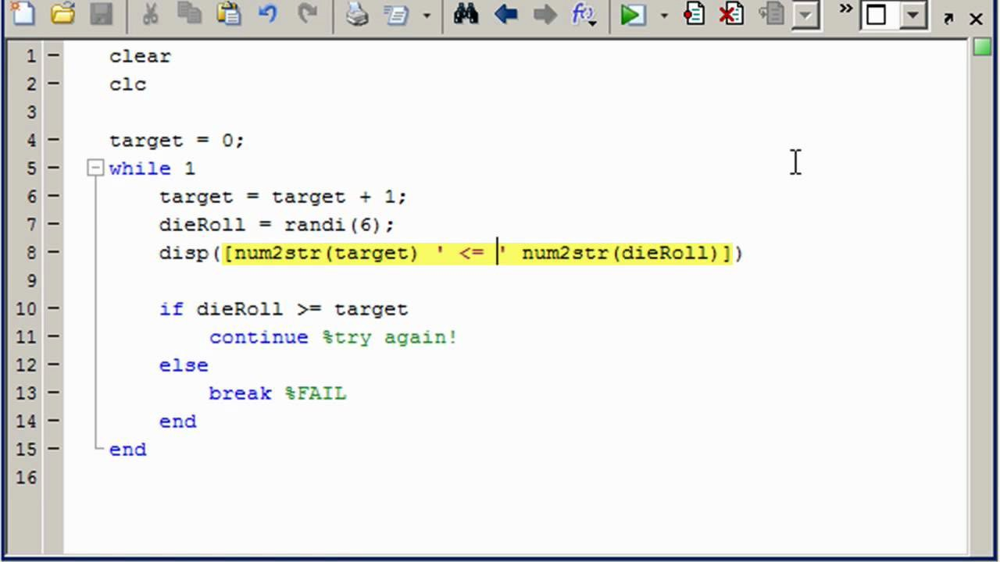 1 clear
2 clc
3
4 target = 0;
5 while 1
6 target = target + 1;
7 dieRoll = randi(6);
8 disp([num2str(target) ' <= ' num2str(dieRoll)])
9
10 if dieRoll >= target
11 continue %try again!
12 else
13 break %FAIL
14 end
15 end
16